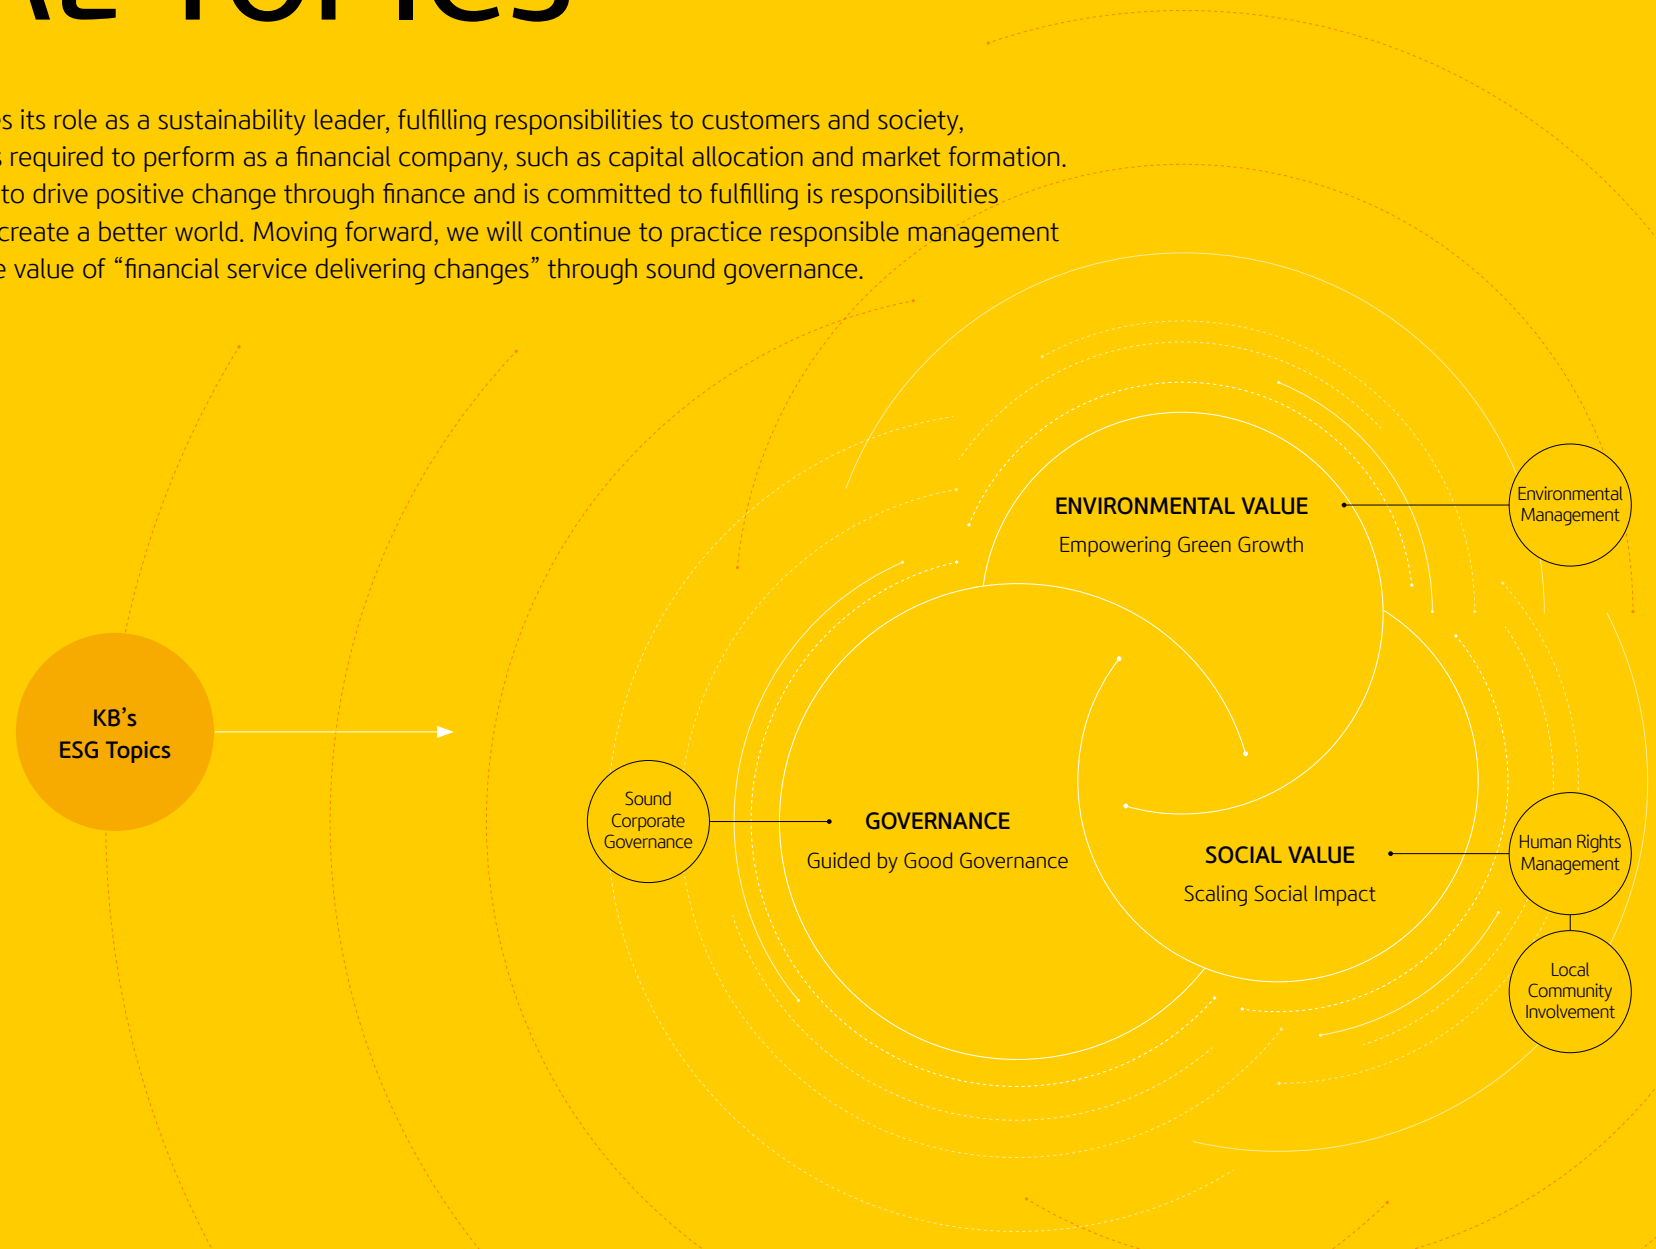 TOPICS
its role as a sustainability leader, fulfilling responsibilities to customers and society,
required to perform as a financial company, such as capital allocation and market formation.
to drive positive change through finance and is committed to fulfilling is responsibilities
create a better world. Moving forward, we will continue to practice responsible management
value of “financial service delivering changes” through sound governance.
ENVIRONMENTAL VALUE
Empowering Green Growth
Environmental
Management
KB’s
ESG Topics
Sound
Corporate
Governance
GOVERNANCE
Guided by Good Governance
SOCIAL VALUE
Scaling Social Impact
Human Rights
Management
Local
Community
Involvement